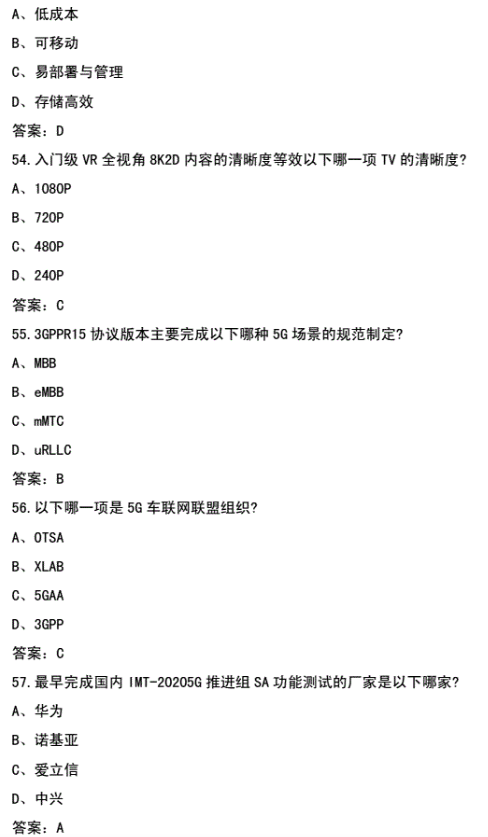 A、低成本
B、可移动
C、易部署与管理
D、存储高效
答案：D
54.入门级 VR 全视角 8K2D 内容的清晰度等效以下哪一项 TV 的清晰度?
A、1080P
B、720P
C、480P
D、240P
答案：C
55.3GPPR15 协议版本主要完成以下哪种 5G 场景的规范制定?
A、MBB
B、eMBB
C、mMTC
D、uRLLC
答案：B
56.以下哪一项是 5G 车联网联盟组织?
A、OTSA
B、XLAB
C、5GAA
D、3GPP
答案：C
57.最早完成国内 IMT-20205G 推进组 SA 功能测试的厂家是以下哪家?
A、华为
B、诺基亚
C、爱立信
D、中兴
答案：A